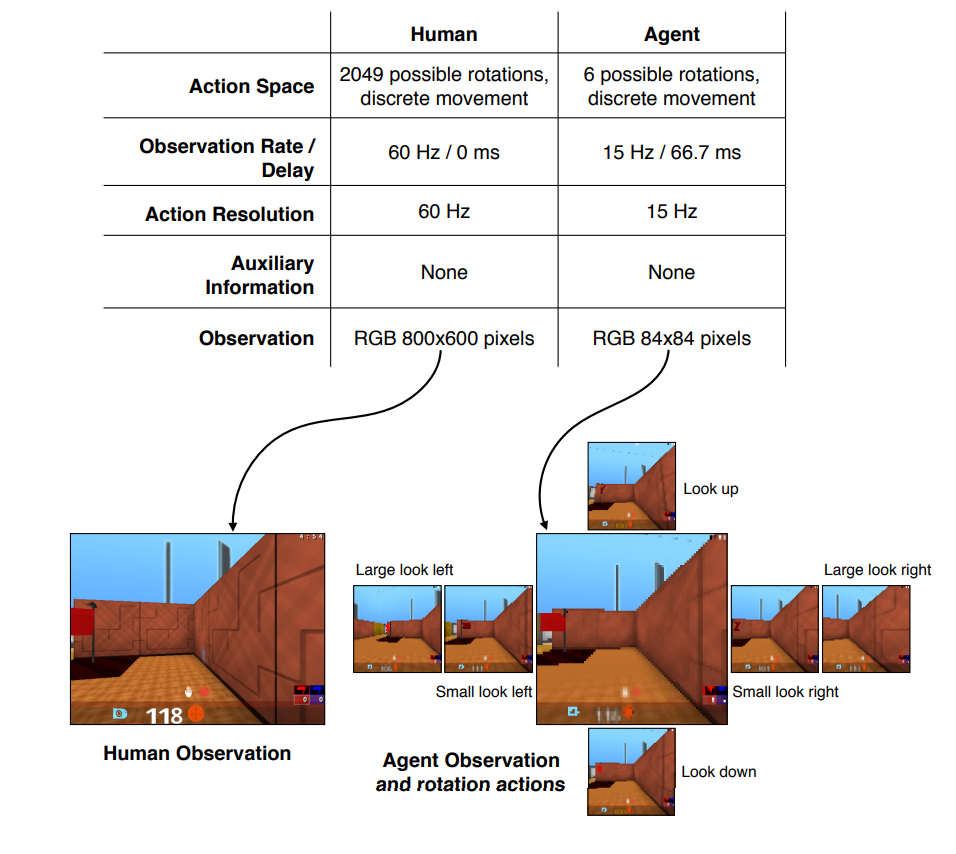 Human Agent
Action Space 2049 possible rotations, 6 possible rotations,
discrete movement discrete movement
Observation Rate / Delay 60 Hz / 0 ms 15 Hz / 66.7 ms
Action Resolution 60 Hz 15 Hz
Auxiliary Information None None
Observation RGB 800x600 pixels RGB 84x84 pixels
Look up
Large look left
Large look right
4:54
Small look left
Small look right
118
Human Observation
Agent Observation
and rotation actions
Look down